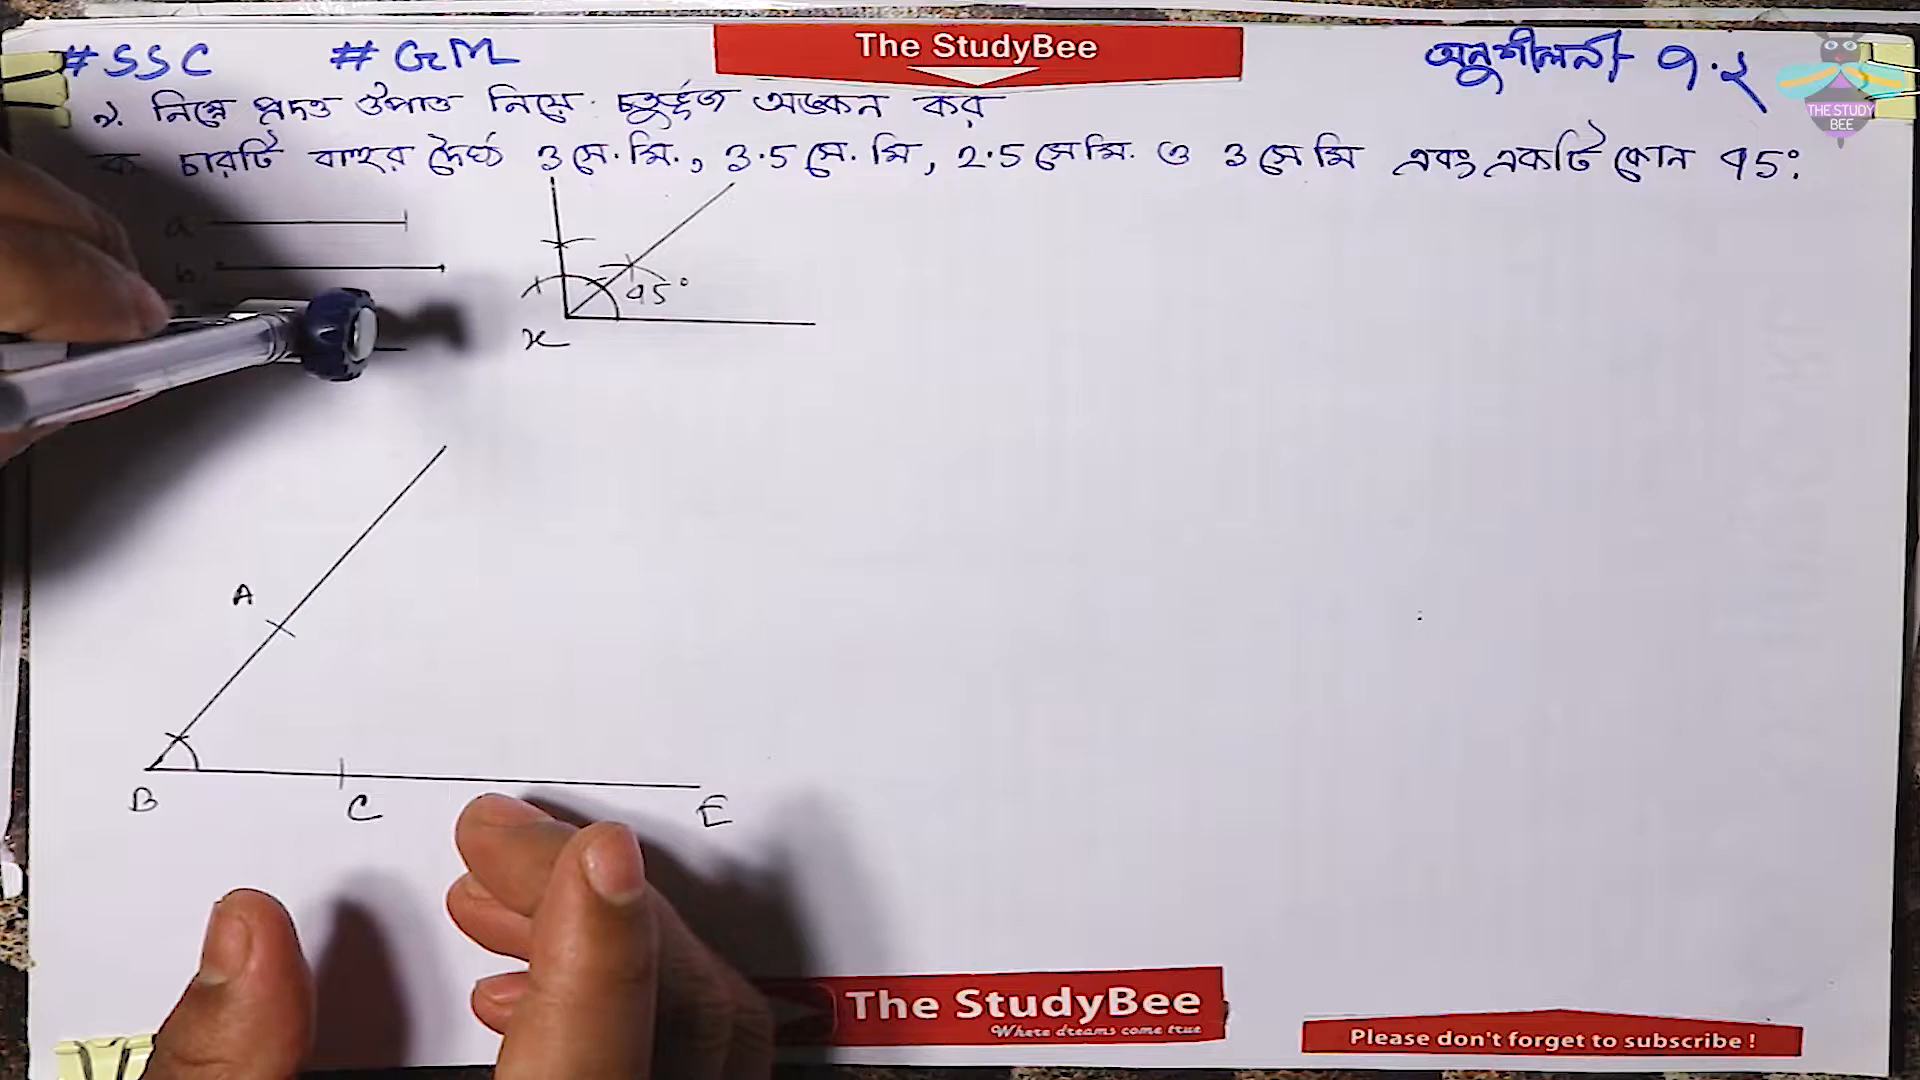 #SSC #GM The StudyBee অনুশীলনী- ৭.২
THE STUDY BEE
৯. নিম্নে প্রদত্ত উপাত্ত নিয়ে চতুর্ভুজ অঙ্কন কর
ক. চারটি বাহুর দৈর্ঘ্য 3 সে.মি., 3.5 সে.মি, 2.5 সে মি. ও 3 সে মি এবং একটি কোন 45°
a
b
45°
x
A
B C E
The StudyBee
Where dreams come true
Please don't forget to subscribe !